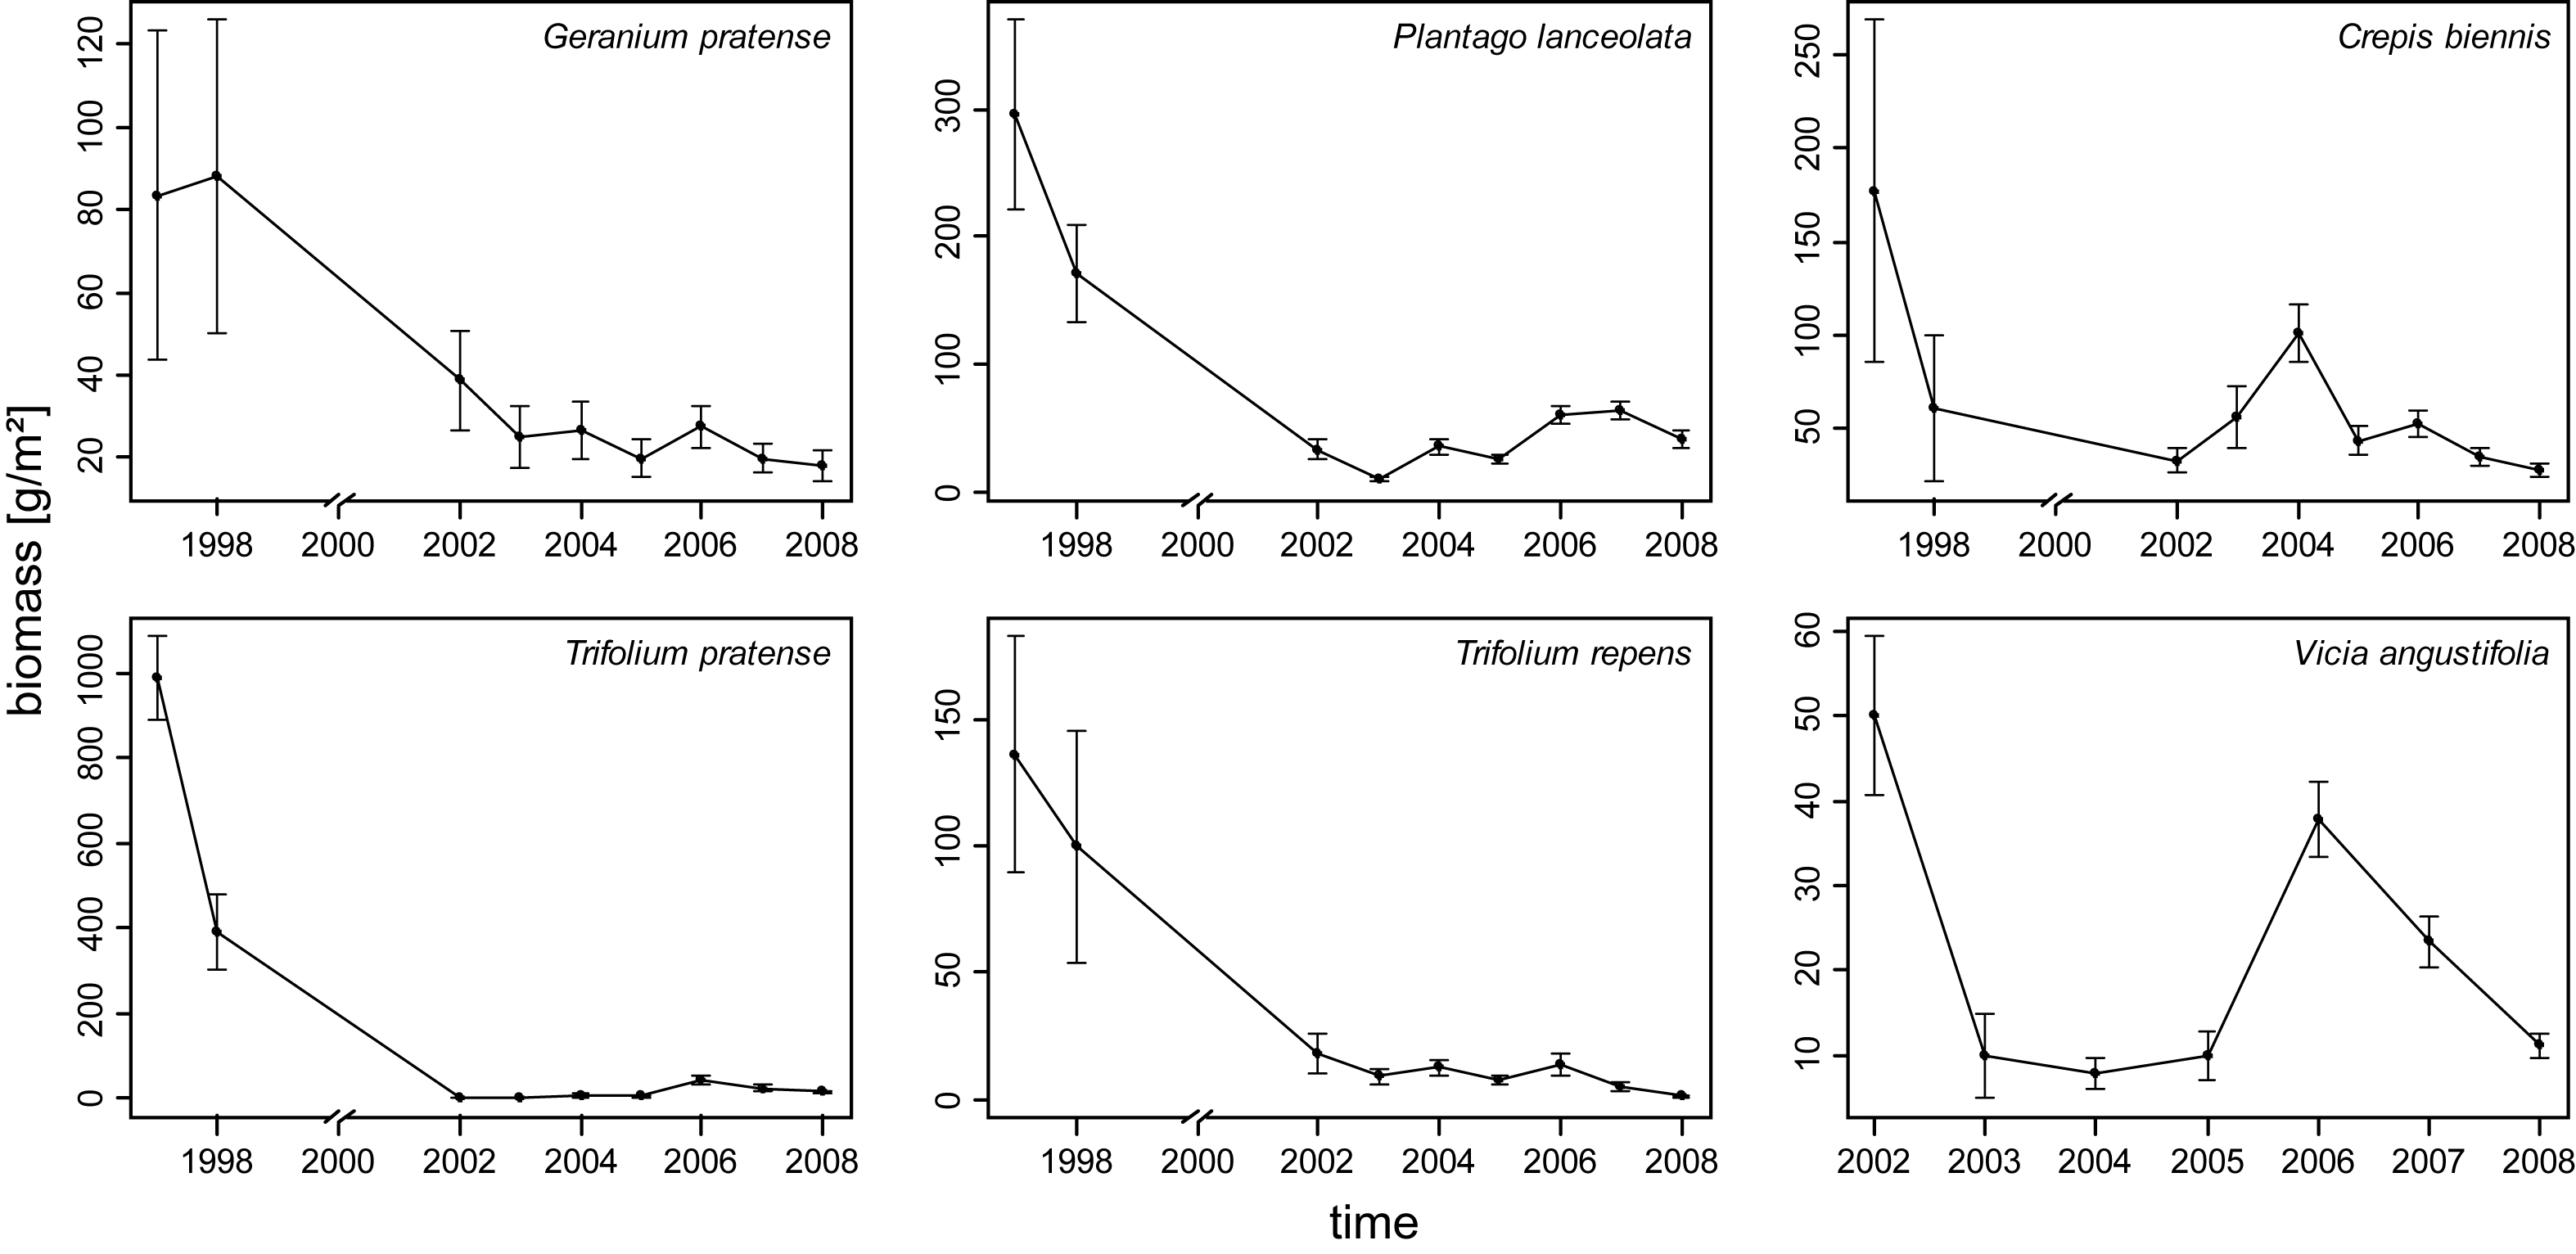 biomass [g/m²]
Geranium pratense
120
100
80
60
40
20
1998 2000 2002 2004 2006 2008
Plantago lanceolata
300
200
100
0
1998 2000 2002 2004 2006 2008
Crepis biennis
250
200
150
100
50
1998 2000 2002 2004 2006 2008
Trifolium pratense
1000
800
600
400
200
0
1998 2000 2002 2004 2006 2008
Trifolium repens
150
100
50
0
1998 2000 2002 2004 2006 2008
Vicia angustifolia
60
50
40
30
20
10
2002 2003 2004 2005 2006 2007 2008
time